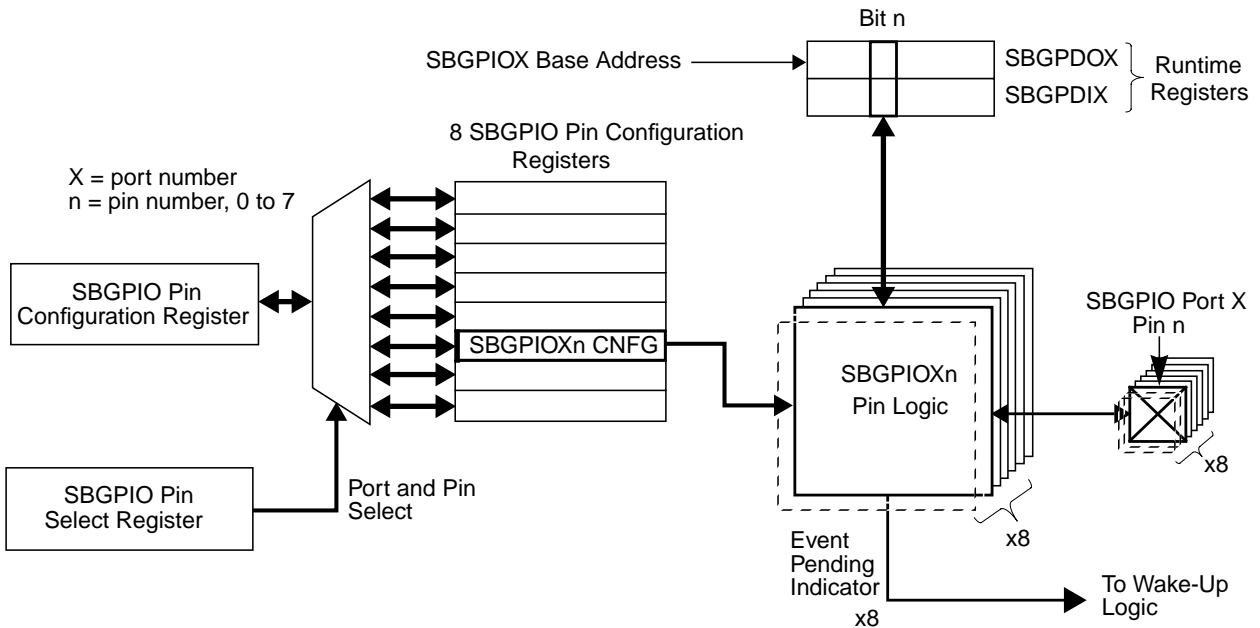 Bit n
SBGPIOX Base Address
SBGPDOX
SBGPDIX
Runtime
Registers
8 SBGPIO Pin Configuration
Registers
X = port number
n = pin number, 0 to 7
SBGPIO Pin
Configuration Register
SBGPIOXn CNFG
SBGPIOXn
Pin Logic
SBGPIO Port X
Pin n
x8
SBGPIO Pin
Select Register
Port and Pin
Select
x8
Event
Pending
Indicator
x8
To Wake-Up
Logic